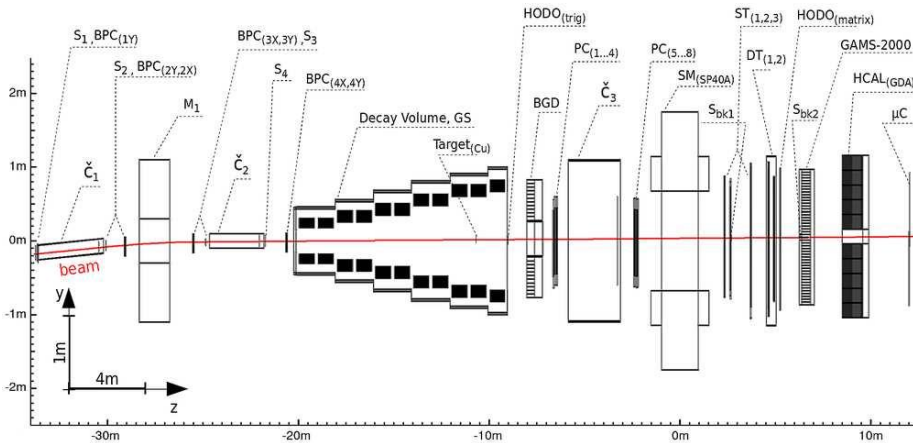 HODO(trig)
ST(1,2,3)
S1 ,BPC(1Y)
BPC(3X,3Y) ,S3
PC(1...4)
PC(5...8)
HODO(matrix)
S2 , BPC(2Y,2X)
S4
BPC(4X,4Y)
SM(SP40A)
DT(1,2)
GAMS-2000
M1
BGD
Č3
Sbk1
Sbk2
HCAL(GDA)
μC
Decay Volume, GS
Target(Cu)
Č1
Č2
2m
1m
0m
-1m
-2m
beam
y
1m
4m
z
-30m
-20m
-10m
0m
10m